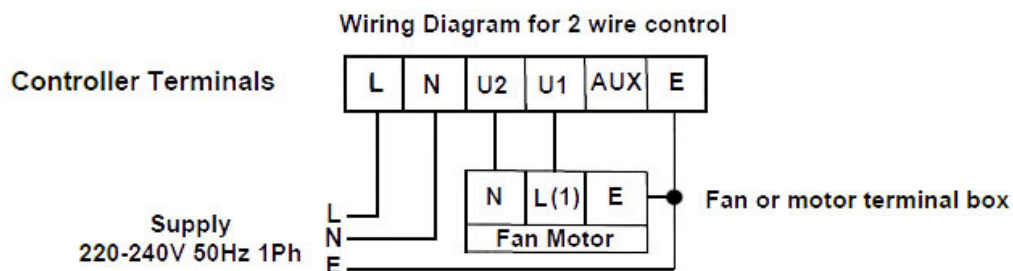 Wiring Diagram for 2 wire control
Controller Terminals
L N U2 U1 AUX E
N L(1) E
Fan Motor
Fan or motor terminal box
Supply
220-240V 50Hz 1Ph
L
N
E